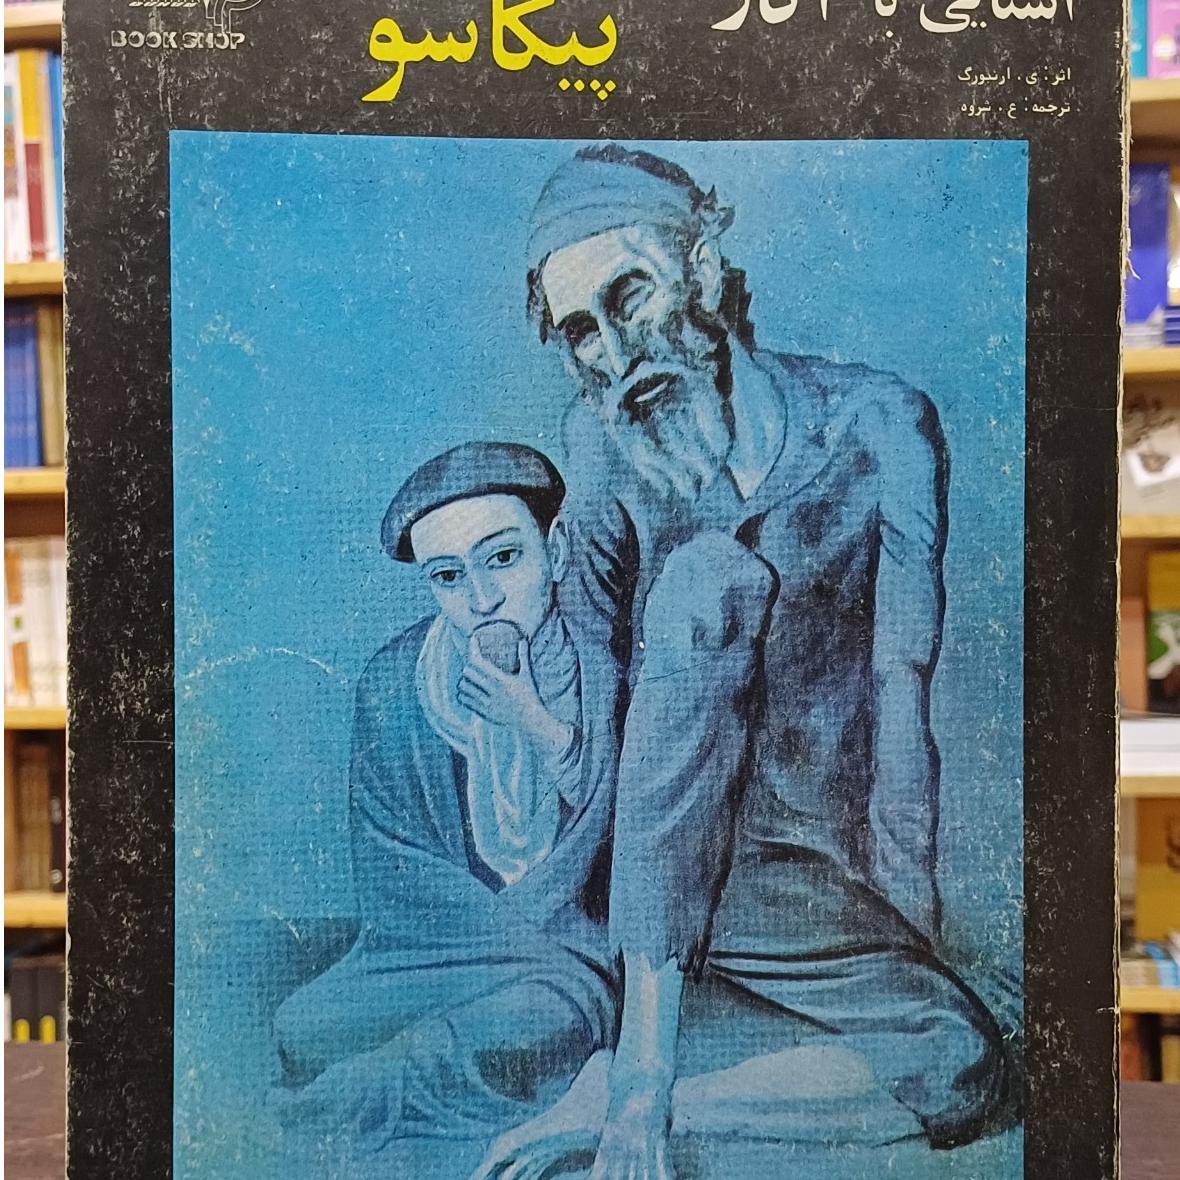 آشنایی با آثار
پیکاسو
BOOK SHOP
اثر: ی. ارنبورگ
ترجمه: ع. شروه